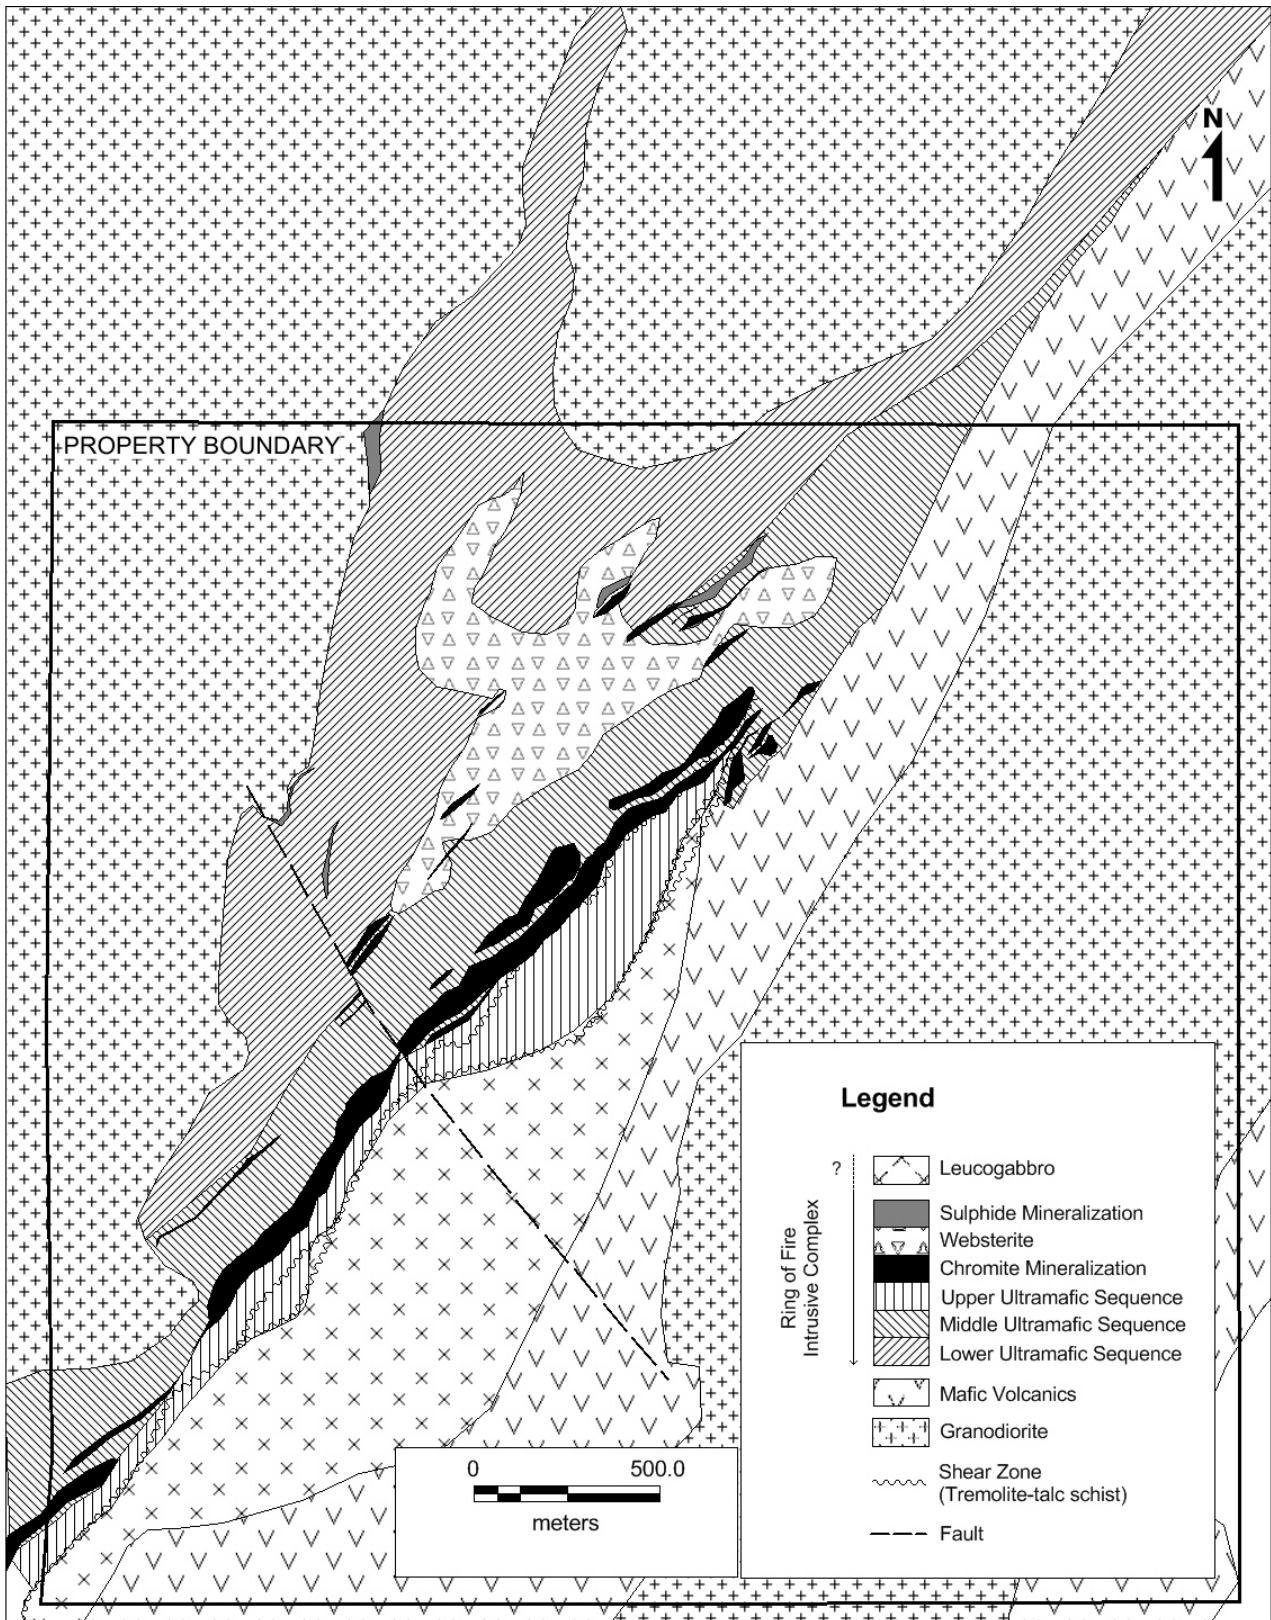 N
PROPERTY BOUNDARY
Legend
?
Leucogabbro
Sulphide Mineralization
Websterite
Chromite Mineralization
Upper Ultramafic Sequence
Middle Ultramafic Sequence
Lower Ultramafic Sequence
Ring of Fire
Intrusive Complex
Mafic Volcanics
Granodiorite
Shear Zone
(Tremolite-talc schist)
Fault
0 500.0
meters